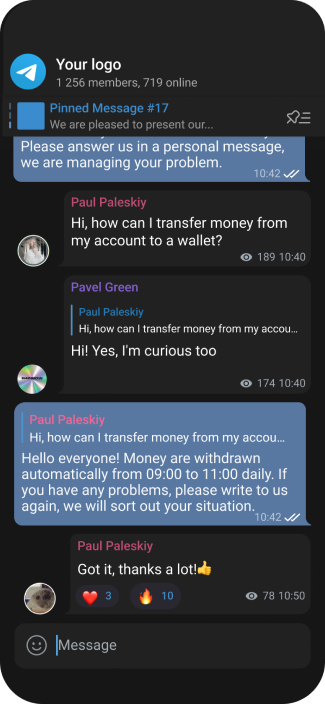 Your logo
1 256 members, 719 online
Pinned Message #17
We are pleased to present our...
Please answer us in a personal message,
we are managing your problem.
10:42
Paul Paleskiy
Hi, how can I transfer money from
my account to a wallet?
189 10:40
Pavel Green
Paul Paleskiy
Hi, how can I transfer money from my accou...
Hi! Yes, I'm curious too
174 10:40
Paul Paleskiy
Hi, how can I transfer money from my accou...
Hello everyone! Money are withdrawn
automatically from 09:00 to 11:00 daily. If
you have any problems, please write to us
again, we will sort out your situation.
10:42
Paul Paleskiy
Got it, thanks a lot!👍
❤️ 3 🔥 10 78 10:50
Message